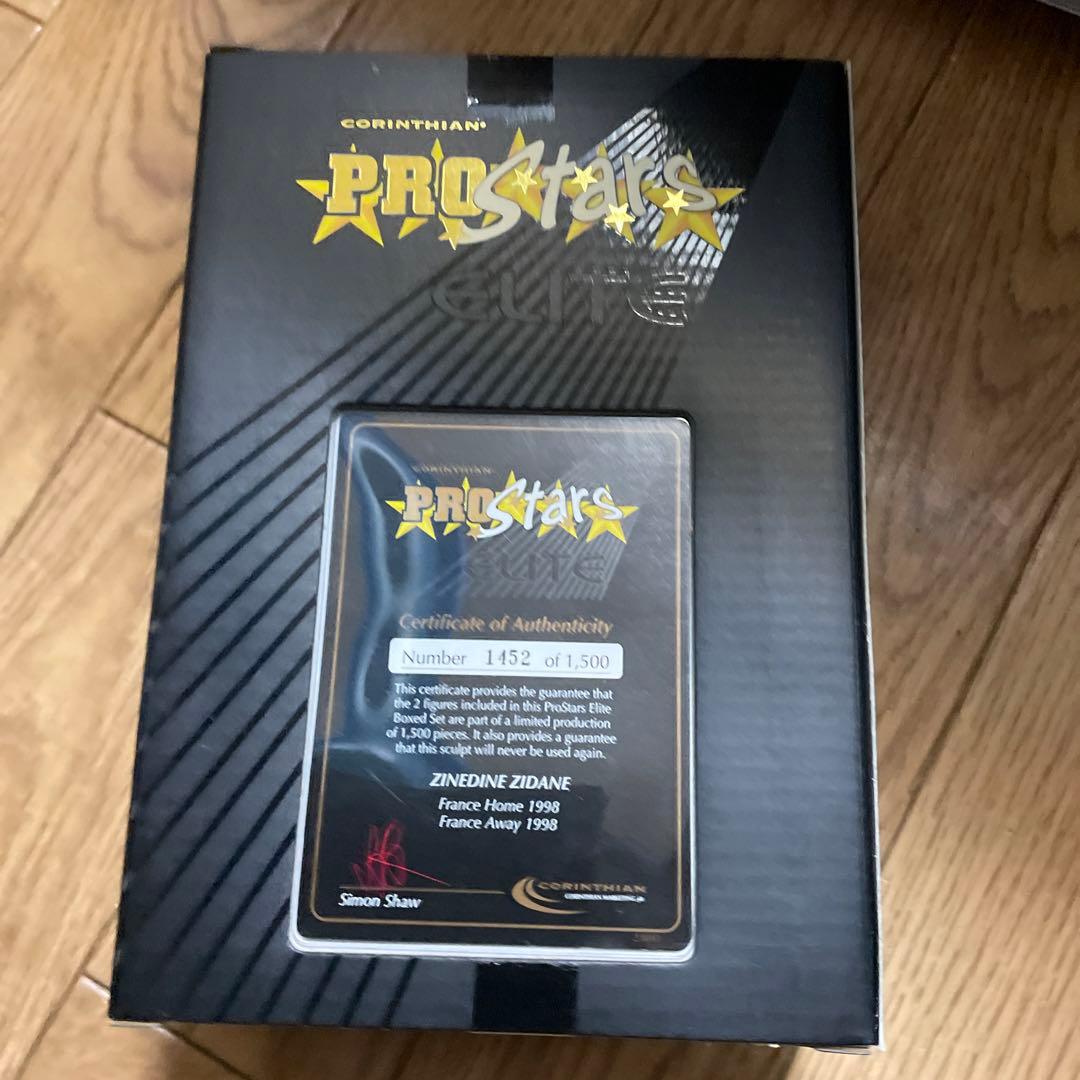 CORINTHIAN®
PROStars
ELITE
CORINTHIAN
PROStars
ELITE
Certificate of Authenticity
Number 1452 of 1,500
This certificate provides the guarantee that
the 2 figures included in this ProStars Elite
Boxed Set are part of a limited production
of 1,500 pieces. It also provides a guarantee
that this sculpt will never be used again.
ZINEDINE ZIDANE
France Home 1998
France Away 1998
Simon Shaw
CORINTHIAN
CORINTHIAN MARKETING